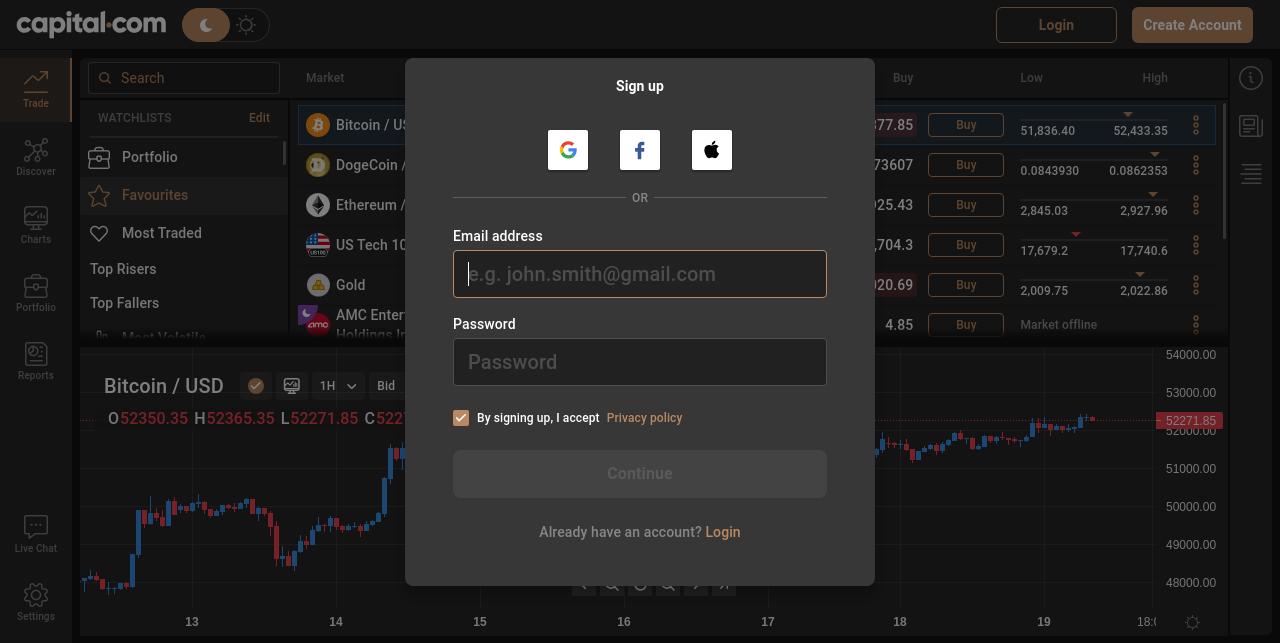 capital.com
Login
Create Account
Trade
Discover
Charts
Portfolio
Reports
Live Chat
Settings
Search
WATCHLISTS Edit
Portfolio
Favourites
Most Traded
Top Risers
Top Fallers
Most Volatile
Market
Buy
Low
High
Bitcoin / US
377.85
Buy
51,836.40
52,433.35
DogeCoin /
73607
Buy
0.0843930
0.0862353
Ethereum /
25.43
Buy
2,845.03
2,927.96
US100
US Tech 10
,704.3
Buy
17,679.2
17,740.6
Gold
20.69
Buy
2,009.75
2,022.86
amc
AMC Enter
Holdings In
4.85
Buy
Market offline
Sign up
OR
Email address
e.g. john.smith@gmail.com
Password
Password
By signing up, I accept Privacy policy
Continue
Already have an account? Login
Bitcoin / USD
1H
Bid
O52350.35 H52365.35 L52271.85 C5227
54000.00
53000.00
52271.85
52000.00
51000.00
50000.00
49000.00
48000.00
13
14
15
16
17
18
19
18:0